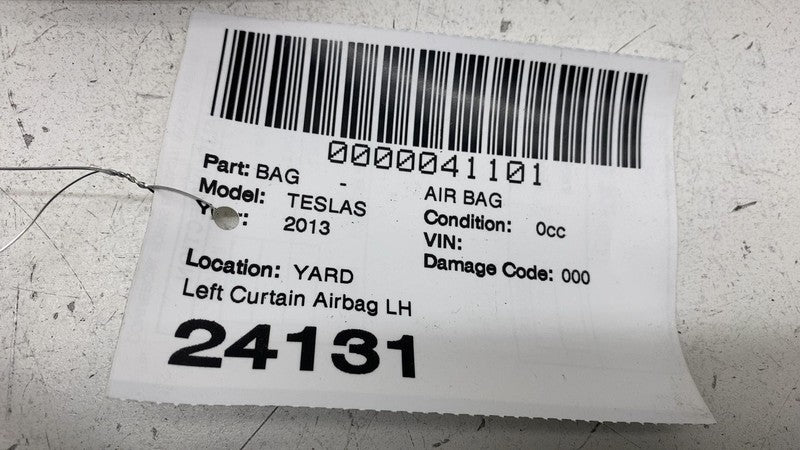 0000041101
Part: BAG - AIR BAG
Model: TESLAS Condition: 0cc
2013 VIN:
Location: YARD Damage Code: 000
Left Curtain Airbag LH
24131